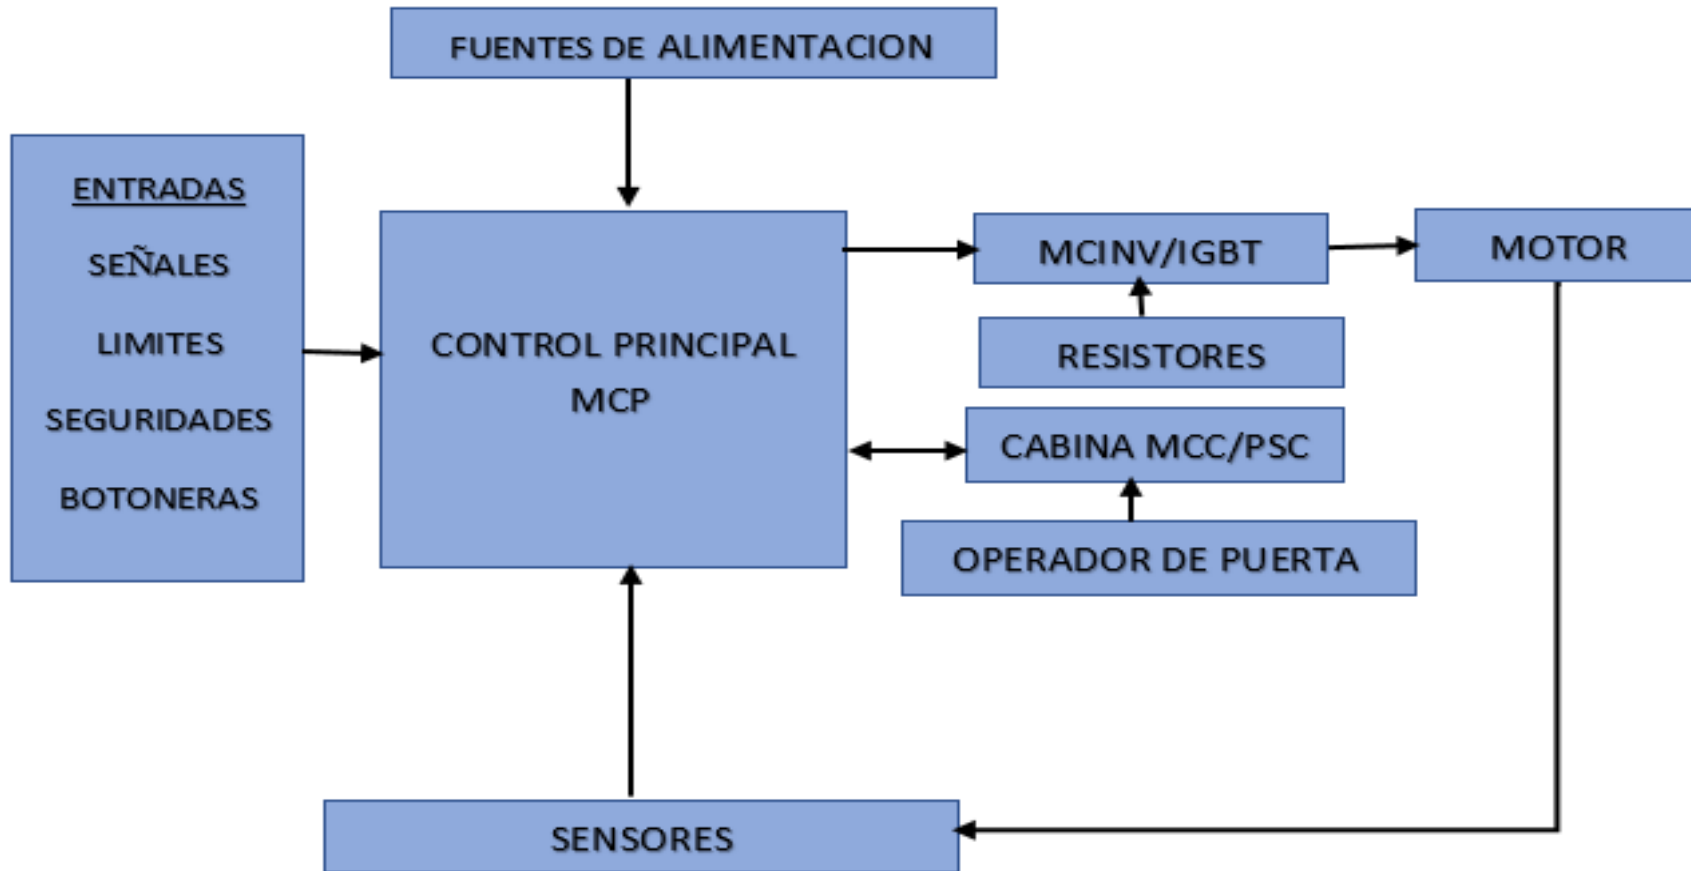 FUENTES DE ALIMENTACION
ENTRADAS
SEÑALES
LIMITES
SEGURIDADES
BOTONERAS
CONTROL PRINCIPAL
MCP
MCINV/IGBT
MOTOR
RESISTORES
CABINA MCC/PSC
OPERADOR DE PUERTA
SENSORES